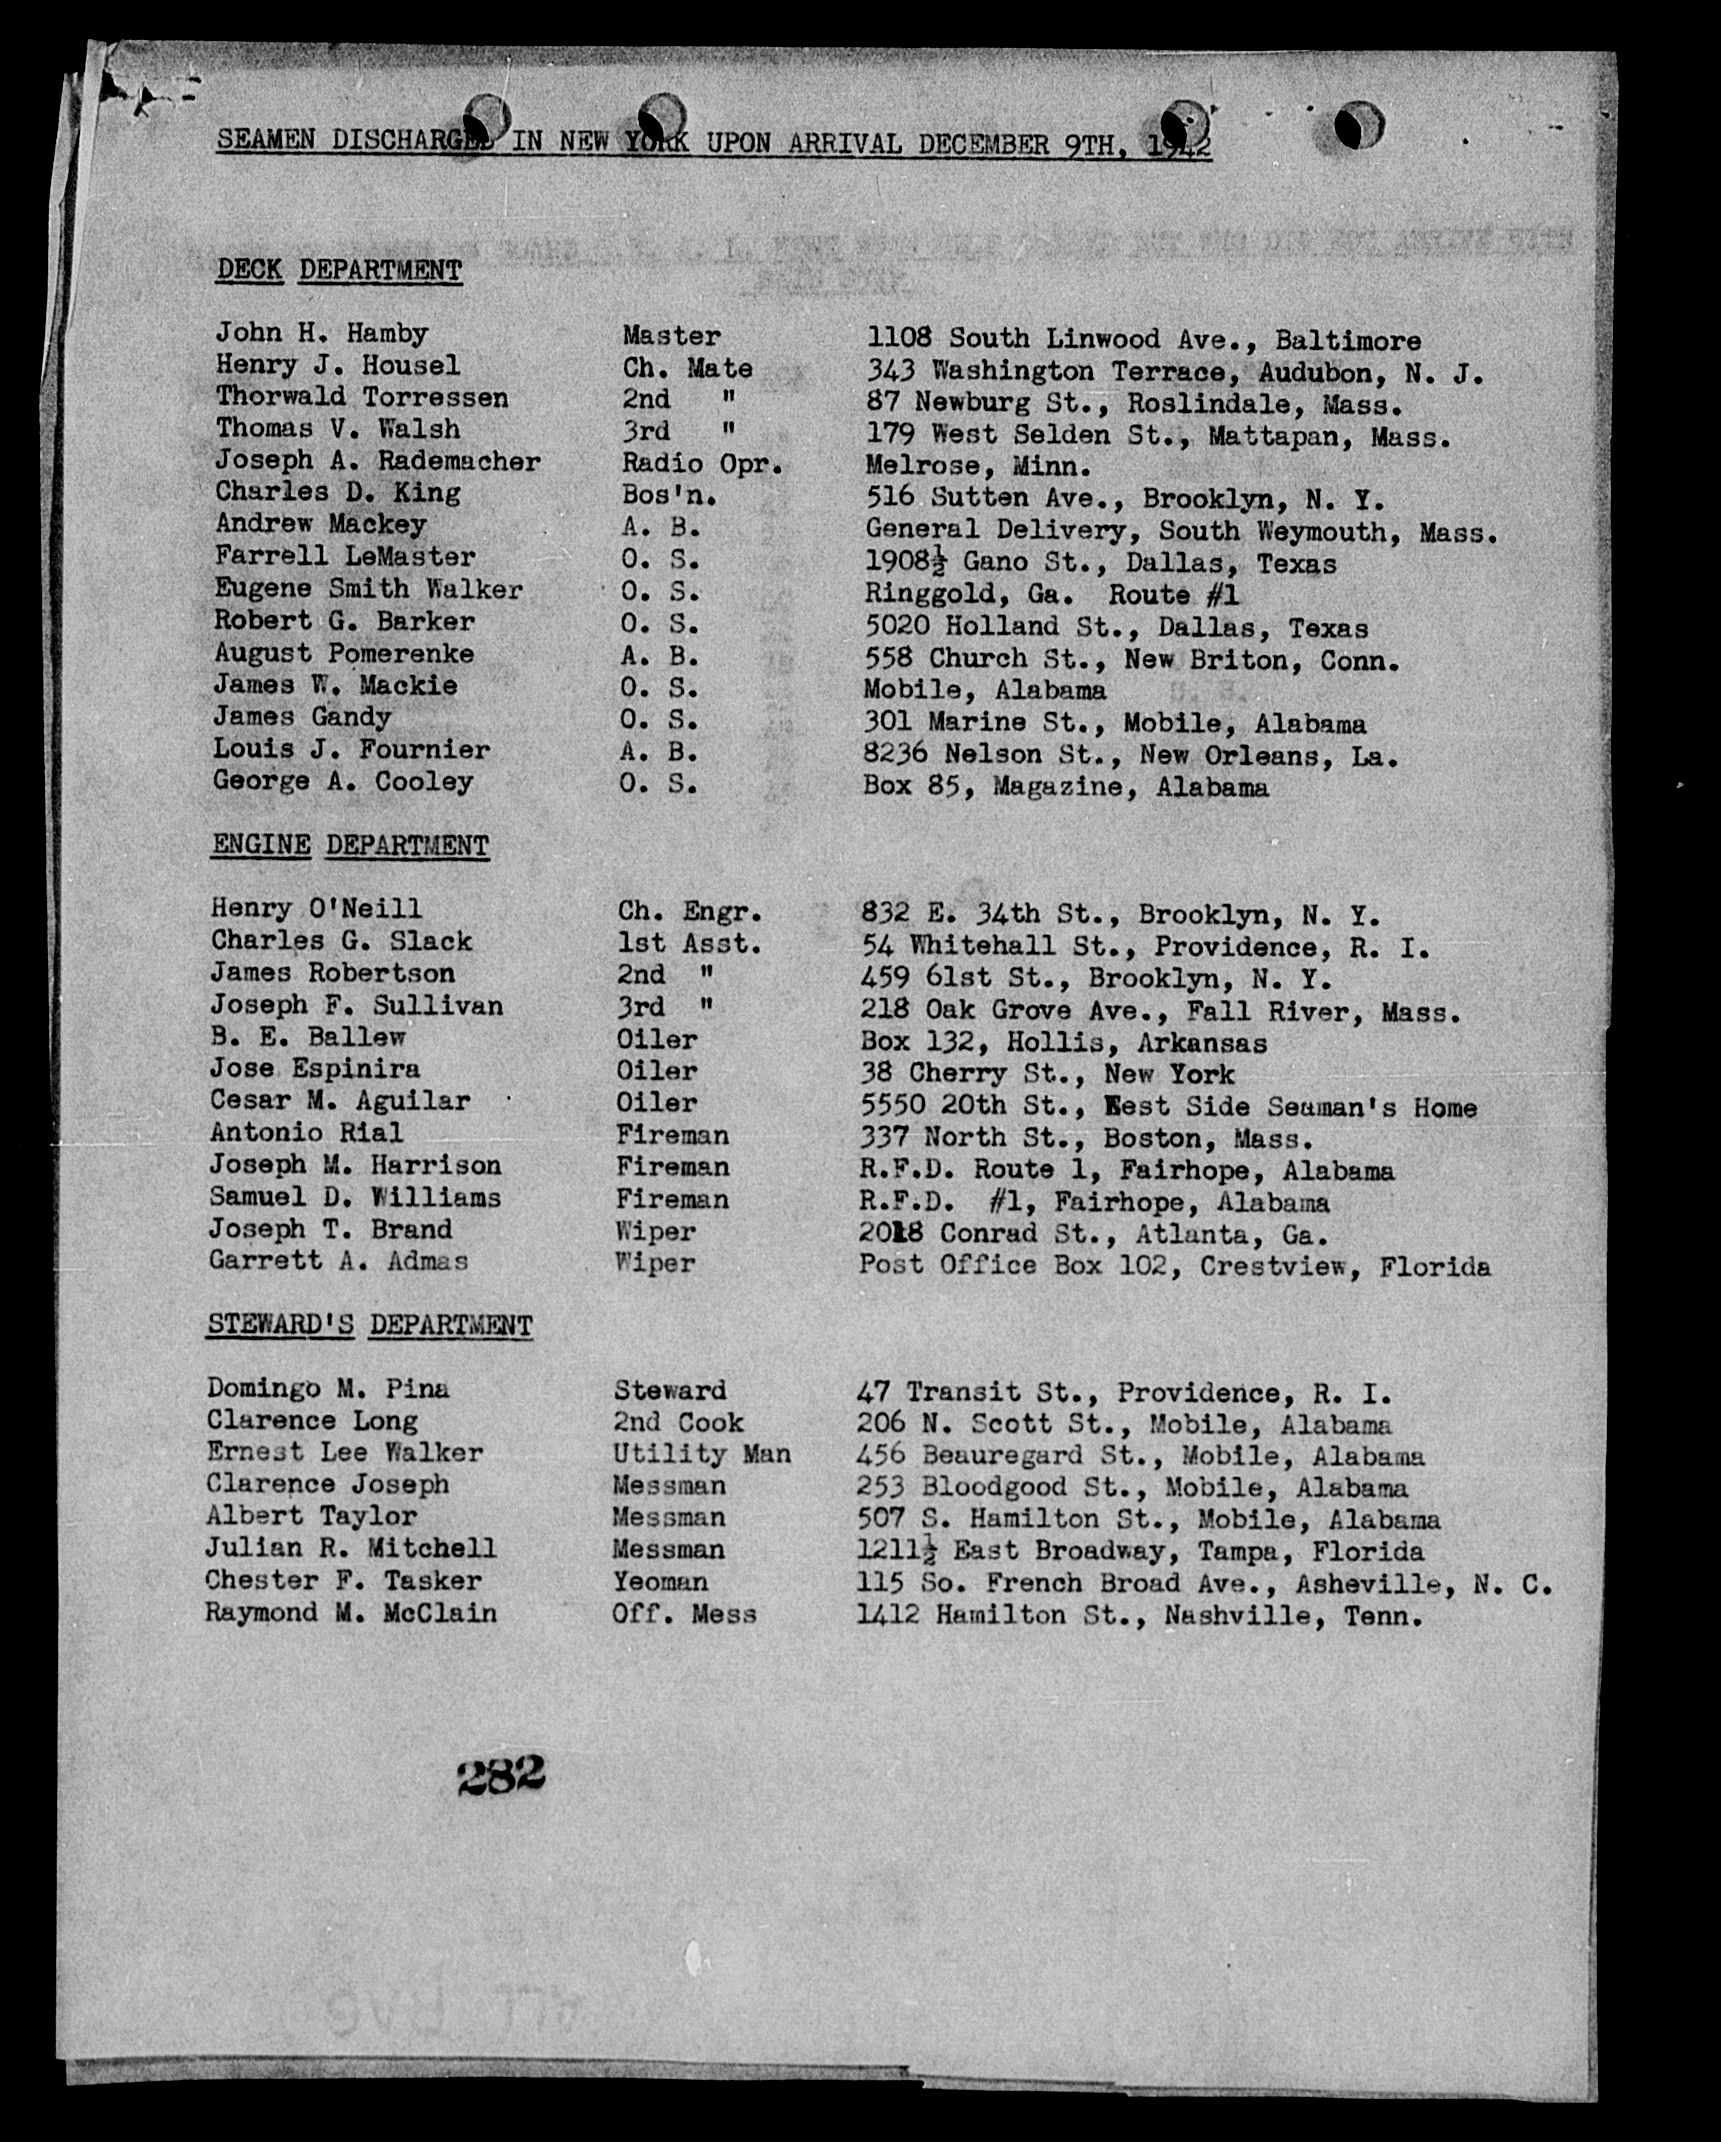 SEAMEN DISCHARGED IN NEW YORK UPON ARRIVAL DECEMBER 9TH, 1942
DECK DEPARTMENT
John H. Hamby Master 1108 South Linwood Ave., Baltimore
Henry J. Housel Ch. Mate 343 Washington Terrace, Audubon, N. J.
Thorwald Torressen 2nd " 87 Newburg St., Roslindale, Mass.
Thomas V. Walsh 3rd " 179 West Selden St., Mattapan, Mass.
Joseph A. Rademacher Radio Opr. Melrose, Minn.
Charles D. King Bos'n. 516 Sutten Ave., Brooklyn, N. Y.
Andrew Mackey A. B. General Delivery, South Weymouth, Mass.
Farrell LeMaster O. S. 1908½ Gano St., Dallas, Texas
Eugene Smith Walker O. S. Ringgold, Ga. Route #1
Robert G. Barker O. S. 5020 Holland St., Dallas, Texas
August Pomerenke A. B. 558 Church St., New Briton, Conn.
James W. Mackie O. S. Mobile, Alabama
James Gandy O. S. 301 Marine St., Mobile, Alabama
Louis J. Fournier A. B. 8236 Nelson St., New Orleans, La.
George A. Cooley O. S. Box 85, Magazine, Alabama
ENGINE DEPARTMENT
Henry O'Neill Ch. Engr. 832 E. 34th St., Brooklyn, N. Y.
Charles G. Slack 1st Asst. 54 Whitehall St., Providence, R. I.
James Robertson 2nd " 459 61st St., Brooklyn, N. Y.
Joseph F. Sullivan 3rd " 218 Oak Grove Ave., Fall River, Mass.
B. E. Ballew Oiler Box 132, Hollis, Arkansas
Jose Espinira Oiler 38 Cherry St., New York
Cesar M. Aguilar Oiler 5550 20th St., Side Seaman's Home
Antonio Rial Fireman 337 North St., Boston, Mass.
Joseph M. Harrison Fireman R.F.D. Route 1, Fairhope, Alabama
Samuel D. Williams Fireman R.F.D. #1, Fairhope, Alabama
Joseph T. Brand Wiper 2018 Conrad St., Atlanta, Ga.
Garrett A. Admas Wiper Post Office Box 102, Crestview, Florida
STEWARD'S DEPARTMENT
Domingo M. Pina Steward 47 Transit St., Providence, R. I.
Clarence Long 2nd Cook 206 N. Scott St., Mobile, Alabama
Ernest Lee Walker Utility Man 456 Beauregard St., Mobile, Alabama
Clarence Joseph Messman 253 Bloodgood St., Mobile, Alabama
Albert Taylor Messman 507 S. Hamilton St., Mobile, Alabama
Julian R. Mitchell Messman 1211½ East Broadway, Tampa, Florida
Chester F. Tasker Yeoman 115 So. French Broad Ave., Asheville, N. C.
Raymond M. McClain Off. Mess 1412 Hamilton St., Nashville, Tenn.
282